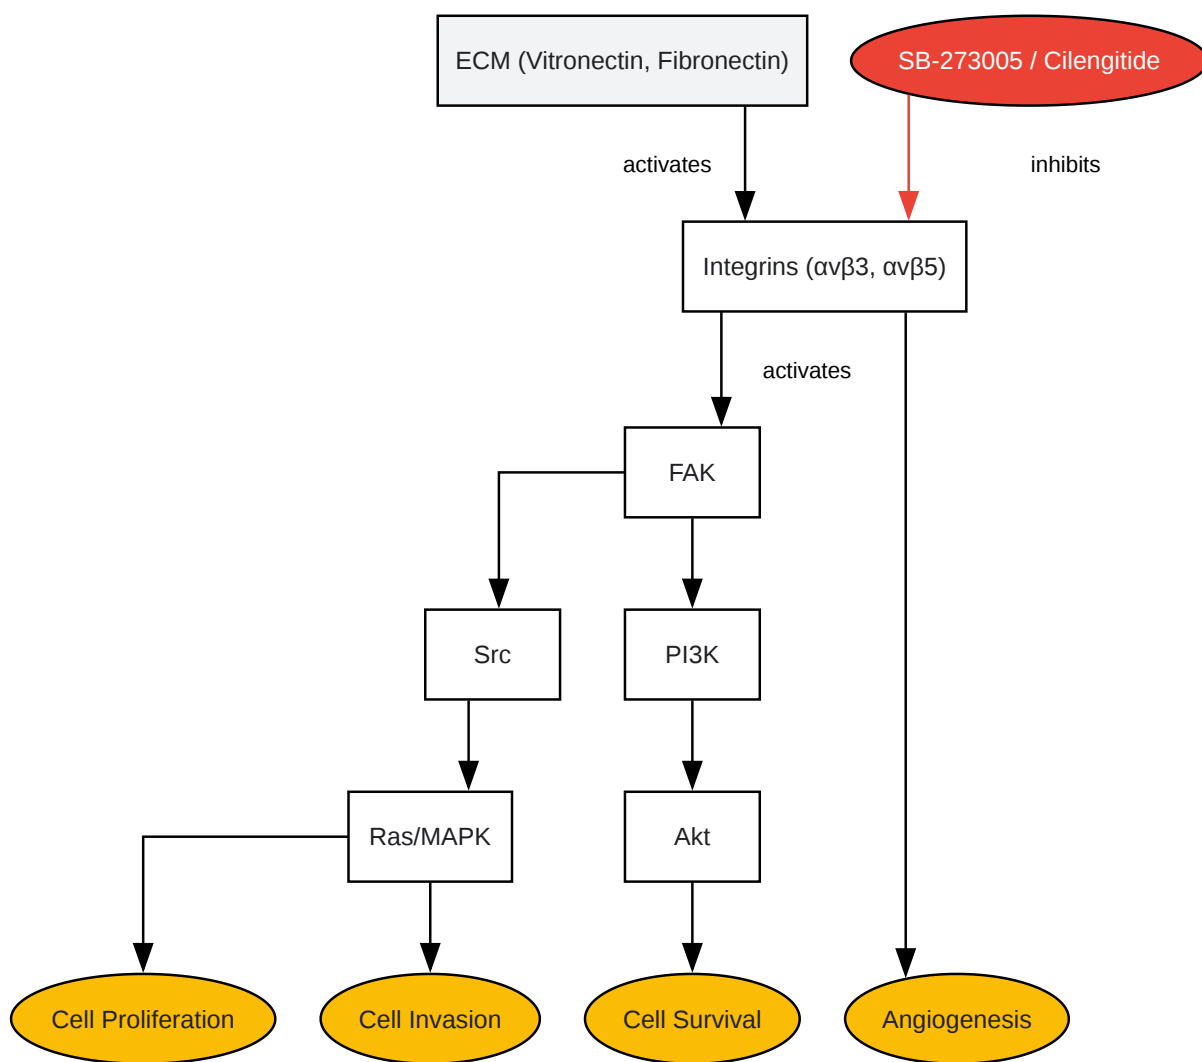 ECM (Vitronectin, Fibronectin)
SB-273005 / Cilengitide
activates
inhibits
Integrins (αvβ3, αvβ5)
activates
FAK
Src
PI3K
Ras/MAPK
Akt
Cell Proliferation
Cell Invasion
Cell Survival
Angiogenesis